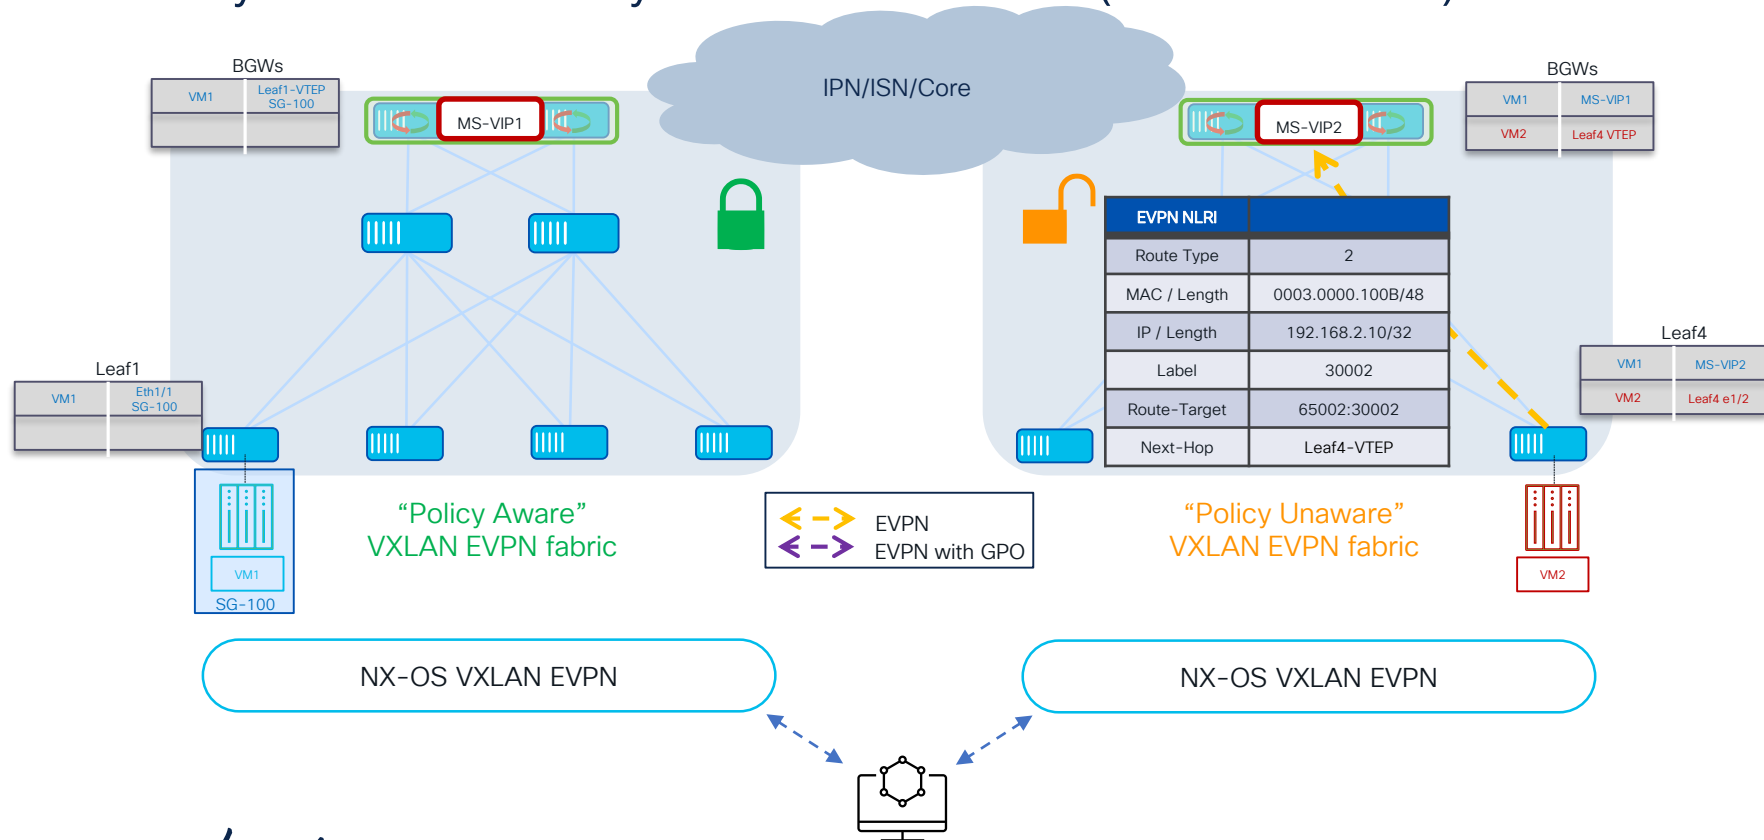 BGWs
VM1 Leaf1-VTEP
SG-100
MS-VIP1
IPN/ISN/Core
MS-VIP2
BGWs
VM1 MS-VIP1
VM2 Leaf4 VTEP
EVPN NLRI
Route Type 2
MAC / Length 0003.0000.100B/48
IP / Length 192.168.2.10/32
Label 30002
Route-Target 65002:30002
Next-Hop Leaf4-VTEP
Leaf1
VM1 Eth1/1
SG-100
Leaf4
VM1 MS-VIP2
VM2 Leaf4 e1/2
VM1
SG-100
“Policy Aware”
VXLAN EVPN fabric
EVPN
EVPN with GPO
“Policy Unaware”
VXLAN EVPN fabric
VM2
NX-OS VXLAN EVPN
NX-OS VXLAN EVPN